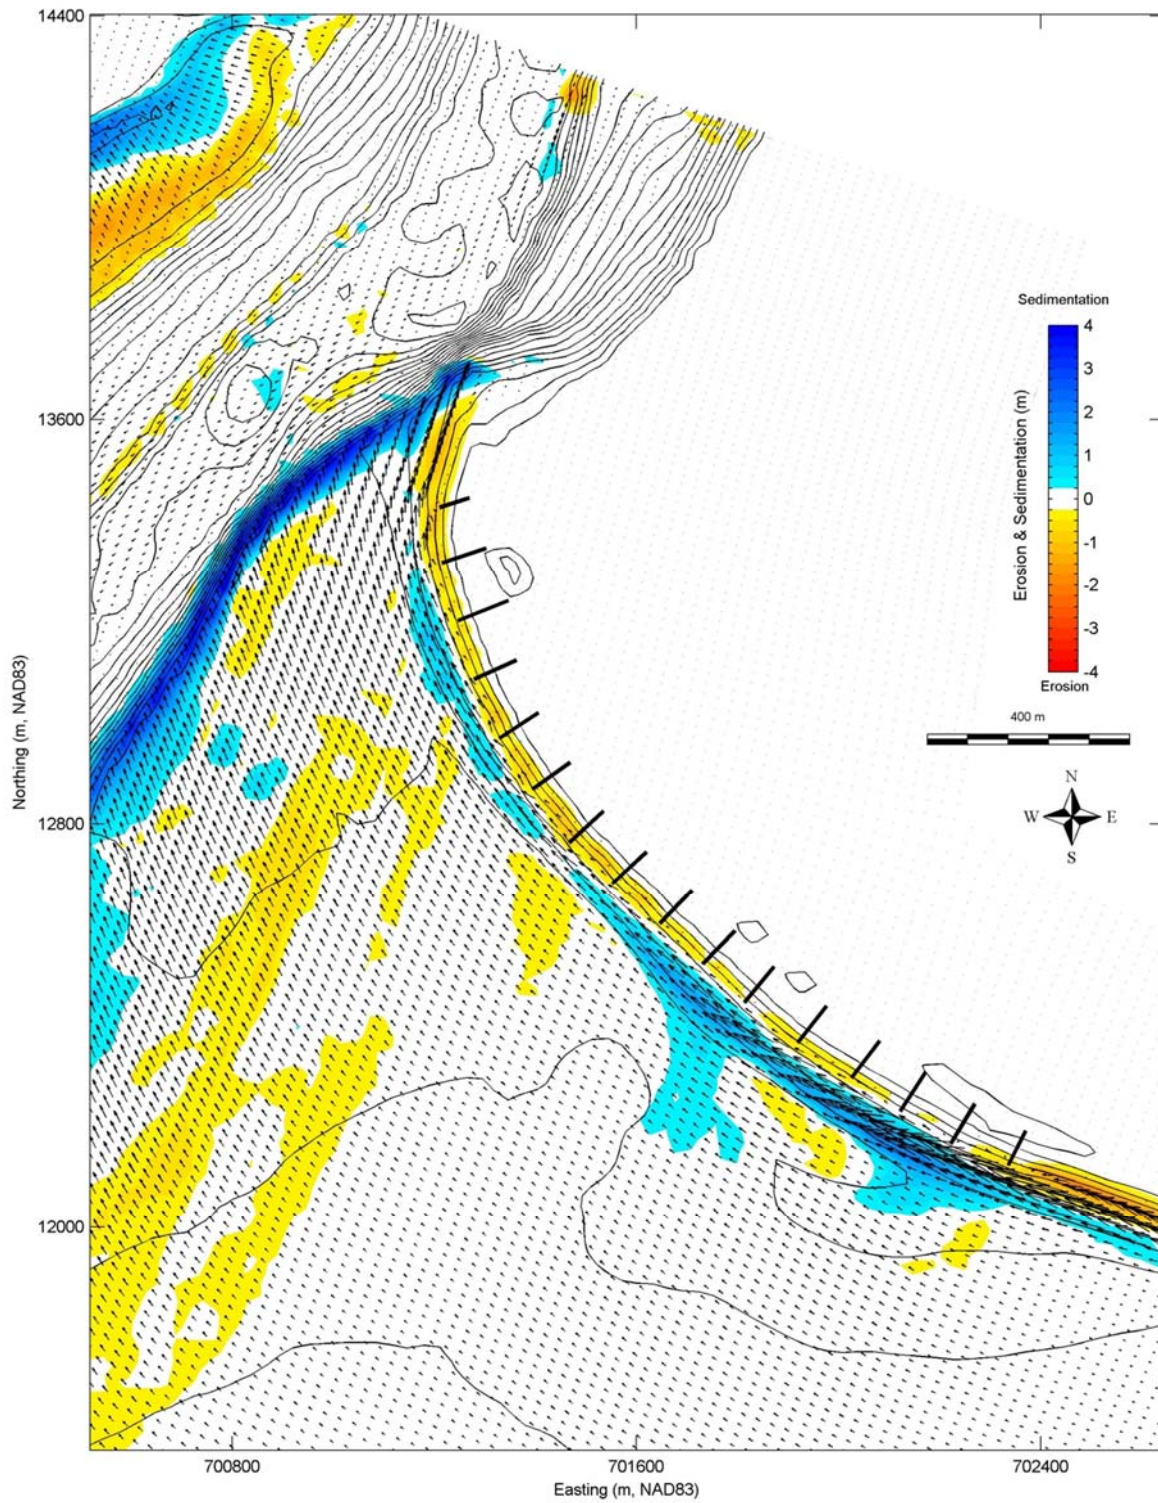 14400
13600
12800
12000
Northing (m, NAD83)
700800
701600
702400
Easting (m, NAD83)
Sedimentation
4
3
2
1
0
-1
-2
-3
-4
Erosion & Sedimentation (m)
Erosion
400 m
N
W E
S